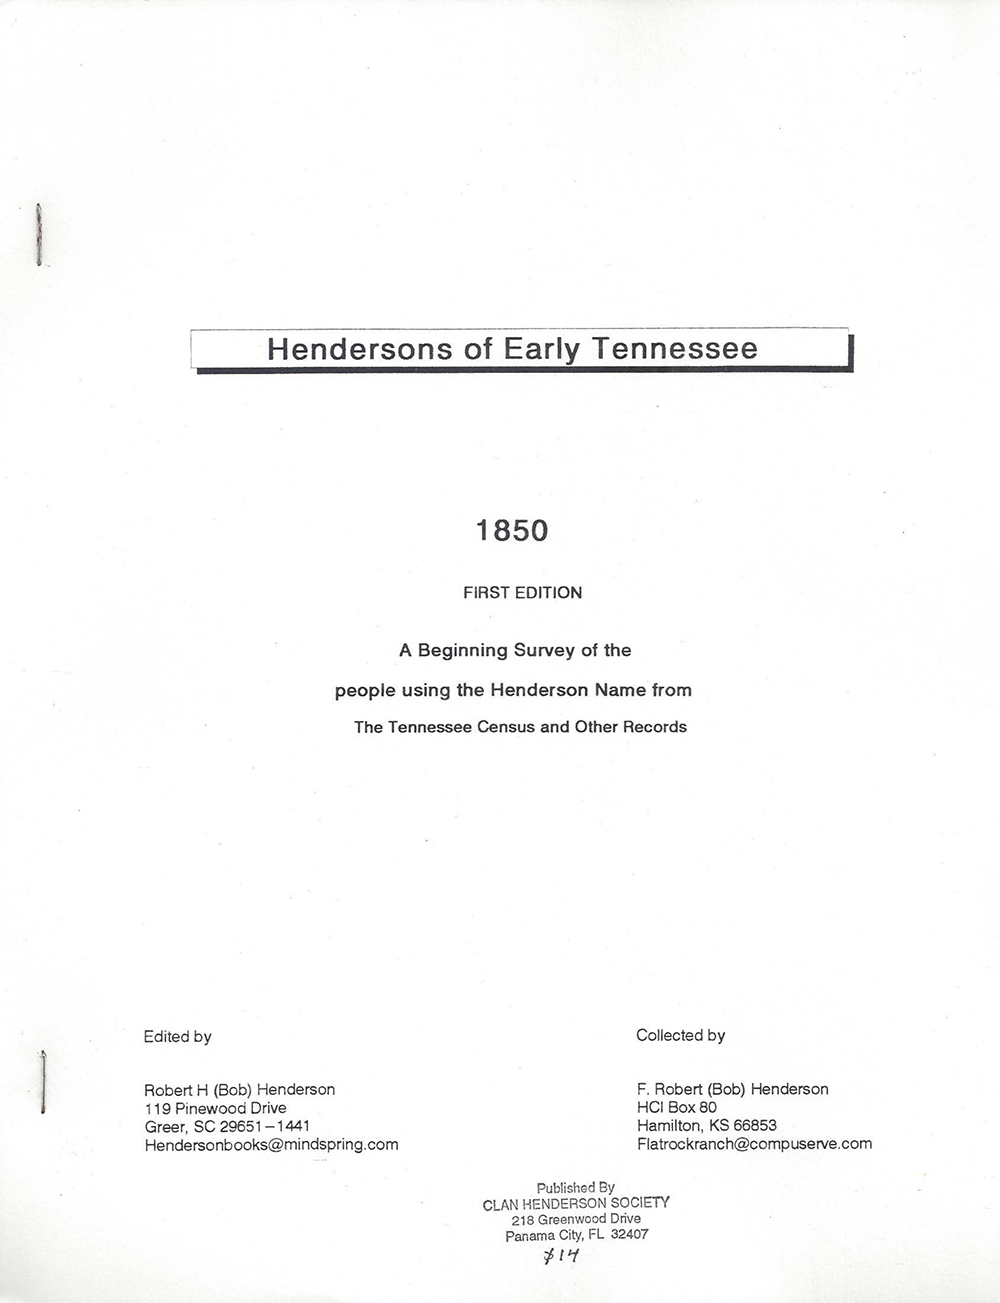 Hendersons of Early Tennessee
1850
FIRST EDITION
A Beginning Survey of the
people using the Henderson Name from
The Tennessee Census and Other Records
Edited by
Robert H (Bob) Henderson
119 Pinewood Drive
Greer, SC 29651-1441
Hendersonbooks@mindspring.com
Collected by
F. Robert (Bob) Henderson
HCI Box 80
Hamilton, KS 66853
Flatrockranch@compuserve.com
Published By
CLAN HENDERSON SOCIETY
218 Greenwood Drive
Panama City, FL 32407
$14